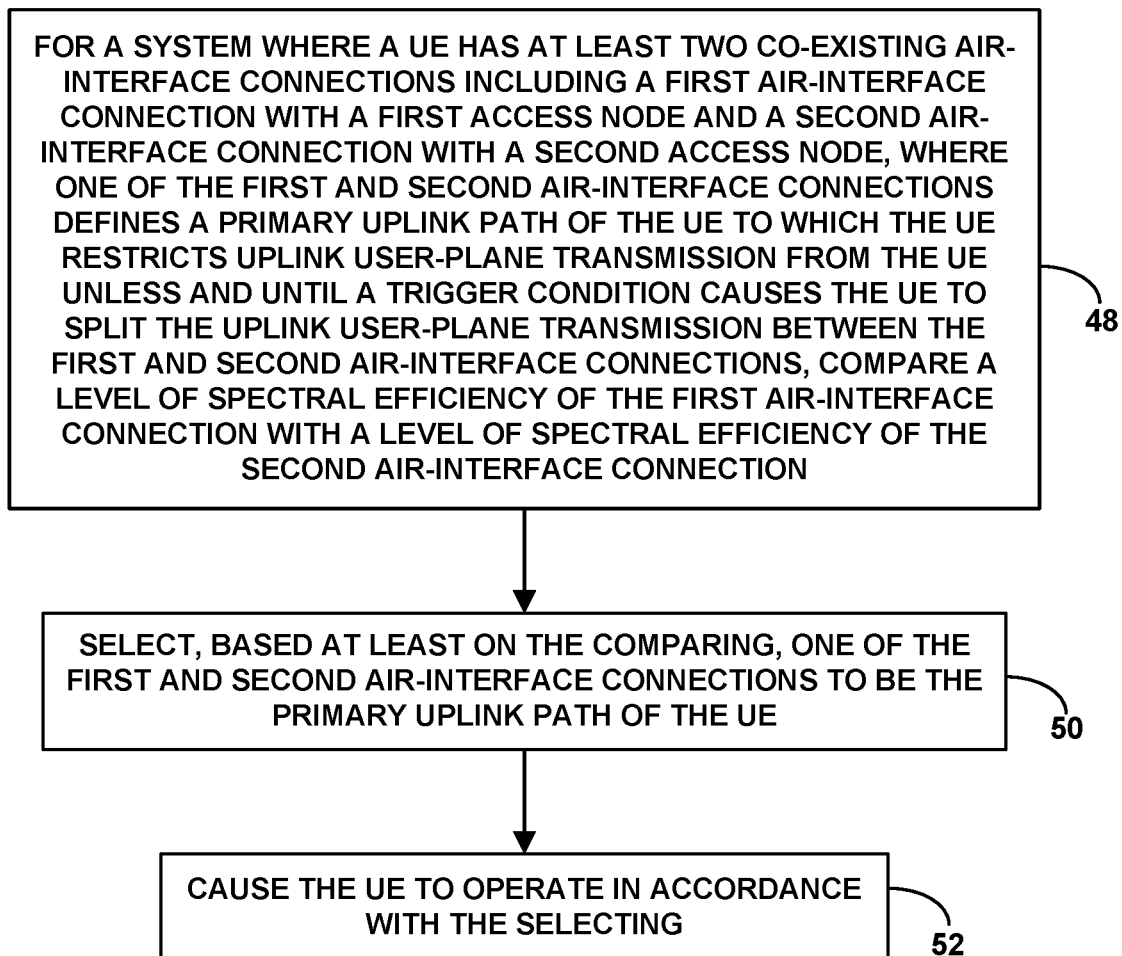 FOR A SYSTEM WHERE A UE HAS AT LEAST TWO CO-EXISTING AIR-
INTERFACE CONNECTIONS INCLUDING A FIRST AIR-INTERFACE
CONNECTION WITH A FIRST ACCESS NODE AND A SECOND AIR-
INTERFACE CONNECTION WITH A SECOND ACCESS NODE, WHERE
ONE OF THE FIRST AND SECOND AIR-INTERFACE CONNECTIONS
DEFINES A PRIMARY UPLINK PATH OF THE UE TO WHICH THE UE
RESTRICTS UPLINK USER-PLANE TRANSMISSION FROM THE UE
UNLESS AND UNTIL A TRIGGER CONDITION CAUSES THE UE TO
SPLIT THE UPLINK USER-PLANE TRANSMISSION BETWEEN THE
FIRST AND SECOND AIR-INTERFACE CONNECTIONS, COMPARE A
LEVEL OF SPECTRAL EFFICIENCY OF THE FIRST AIR-INTERFACE
CONNECTION WITH A LEVEL OF SPECTRAL EFFICIENCY OF THE
SECOND AIR-INTERFACE CONNECTION
48
SELECT, BASED AT LEAST ON THE COMPARING, ONE OF THE
FIRST AND SECOND AIR-INTERFACE CONNECTIONS TO BE THE
PRIMARY UPLINK PATH OF THE UE
50
CAUSE THE UE TO OPERATE IN ACCORDANCE
WITH THE SELECTING
52